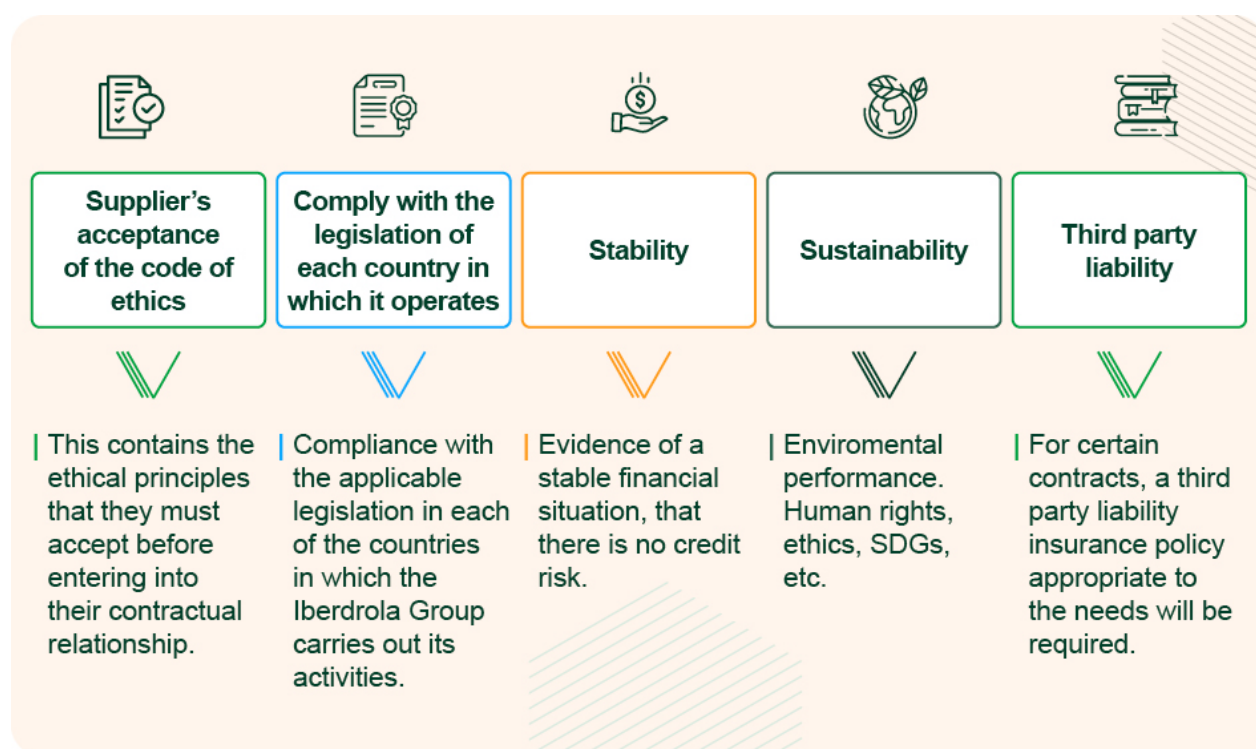 Supplier's
acceptance
of the code of
ethics
Comply with the
legislation of
each country in
which it operates
Stability
Sustainability
Third party
liability
This contains the
ethical principles
that they must
accept before
entering into
their contractual
relationship.
Compliance with
the applicable
legislation in each
of the countries
in which the
Iberdrola Group
carries out its
activities.
Evidence of a
stable financial
situation, that
there is no credit
risk.
Enviromental
performance.
Human rights,
ethics, SDGs,
etc.
For certain
contracts, a third
party liability
insurance policy
appropriate to
the needs will be
required.